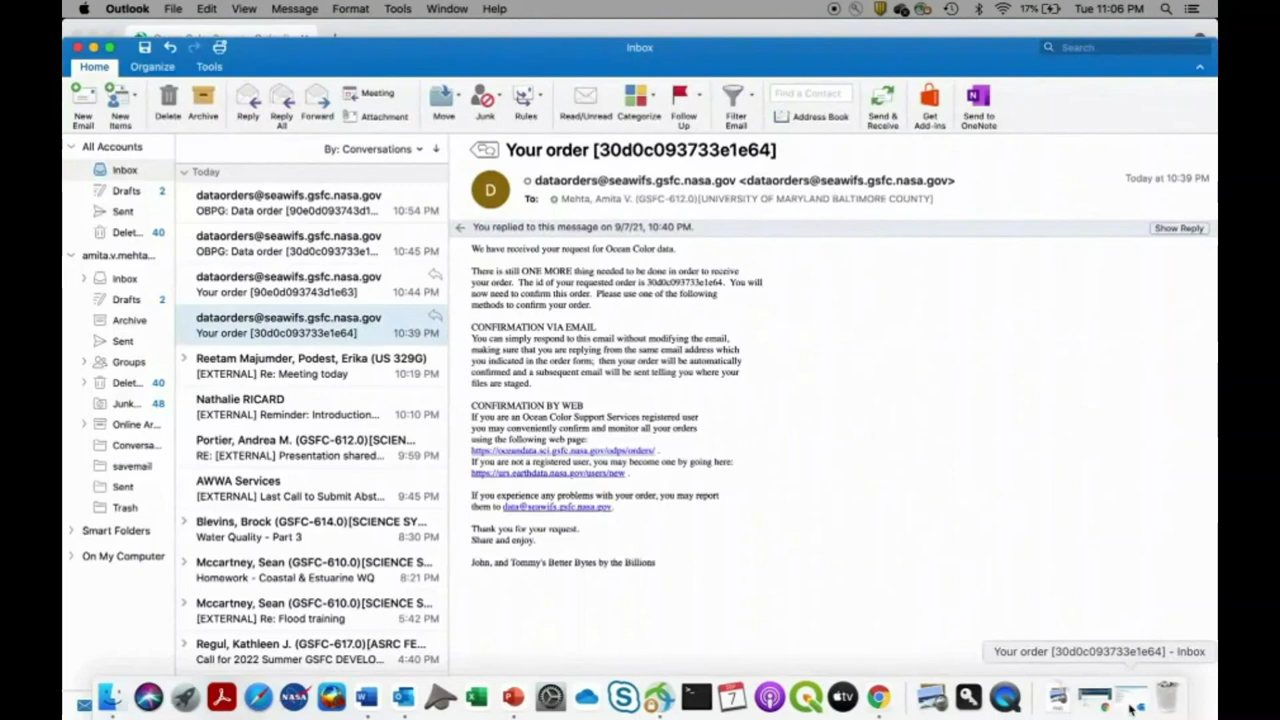 Outlook File Edit View Message Format Tools Window Help 17% Tue 11:06 PM
Inbox
Search
Home Organize Tools
New Email
New Items
Delete
Archive
Reply
Reply All
Forward
Meeting
Attachment
Move
Junk
Rules
Read/Unread
Categorize
Follow Up
Filter Email
Find a Contact
Address Book
Send & Receive
Get Add-ins
Send to OneNote
All Accounts
Inbox
Drafts 2
Sent
Delet... 40
amita.v.mehta...
Inbox
Drafts 2
Archive
Sent
Groups
Delet... 40
Junk... 48
Online Ar...
Conversa...
savemail
Sent
Trash
Smart Folders
On My Computer
By: Conversations
Today
dataorders@seawifs.gsfc.nasa.gov
OBPG: Data order [90e0d093743d1... 10:54 PM
dataorders@seawifs.gsfc.nasa.gov
OBPG: Data order [30d0c093733e1... 10:45 PM
dataorders@seawifs.gsfc.nasa.gov
Your order [90e0d093743d1e63] 10:44 PM
dataorders@seawifs.gsfc.nasa.gov
Your order [30d0c093733e1e64] 10:39 PM
Reetam Majumder, Podest, Erika (US 329G)
[EXTERNAL] Re: Meeting today 10:19 PM
Nathalie RICARD
[EXTERNAL] Reminder: Introduction... 10:10 PM
Portier, Andrea M. (GSFC-612.0)[SCIEN...
RE: [EXTERNAL] Presentation shared... 9:59 PM
AWWA Services
[EXTERNAL] Last Call to Submit Abst... 9:45 PM
Blevins, Brock (GSFC-614.0)[SCIENCE SY...
Water Quality - Part 3 8:30 PM
Mccartney, Sean (GSFC-610.0)[SCIENCE S...
Homework - Coastal & Estuarine WQ 8:21 PM
Mccartney, Sean (GSFC-610.0)[SCIENCE S...
[EXTERNAL] Re: Flood training 5:42 PM
Regul, Kathleen J. (GSFC-617.0)[ASRC FE...
Call for 2022 Summer GSFC DEVELO... 4:40 PM
Your order [30d0c093733e1e64]
D
dataorders@seawifs.gsfc.nasa.gov <dataorders@seawifs.gsfc.nasa.gov>
Today at 10:39 PM
To: Mehta, Amita V. (GSFC-612.0)[UNIVERSITY OF MARYLAND BALTIMORE COUNTY]
You replied to this message on 9/7/21, 10:40 PM.
Show Reply
We have received your request for Ocean Color data.
There is still ONE MORE thing needed to be done in order to receive
your order. The id of your requested order is 30d0c093733e1e64. You will
now need to confirm this order. Please use one of the following
methods to confirm your order.
CONFIRMATION VIA EMAIL
You can simply respond to this email without modifying the email,
making sure that you are replying from the same email address which
you indicated in the order form; then your order will be automatically
confirmed and a subsequent email will be sent telling you where your
files are staged.
CONFIRMATION BY WEB
If you are an Ocean Color Support Services registered user
you may conveniently confirm and monitor all your orders
using the following web page:
https://oceandata.sci.gsfc.nasa.gov/odps/orders/ .
If you are not a registered user, you may become one by going here:
https://urs.earthdata.nasa.gov/users/new .
If you experience any problems with your order, you may report
them to data@seawifs.gsfc.nasa.gov.
Thank you for your request.
Share and enjoy.
John, and Tommy's Better Bytes by the Billions
Your order [30d0c093733e1e64] - Inbox
NASA
7
tv